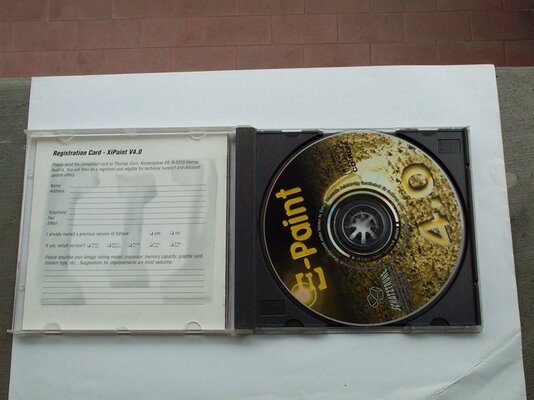 Registration Card - XiPaint V4.0
Please send the completed card to Thomas Dorn, Kerpengasse 40, A-1210 Vienna,
Austria. You will then be a registered user eligible for technical support and discount
update offers.
Name:
Address:
Telephone:
Fax:
EMail:
I already owned a previous version of XiPaint: yes no
If yes, which version?
Please describe your Amiga, noting model, processor, memory capacity, graphic card,
modem type, etc... Suggestions for improvements are most welcome
Xi-Paint
4.0
SCHATZTRUHE